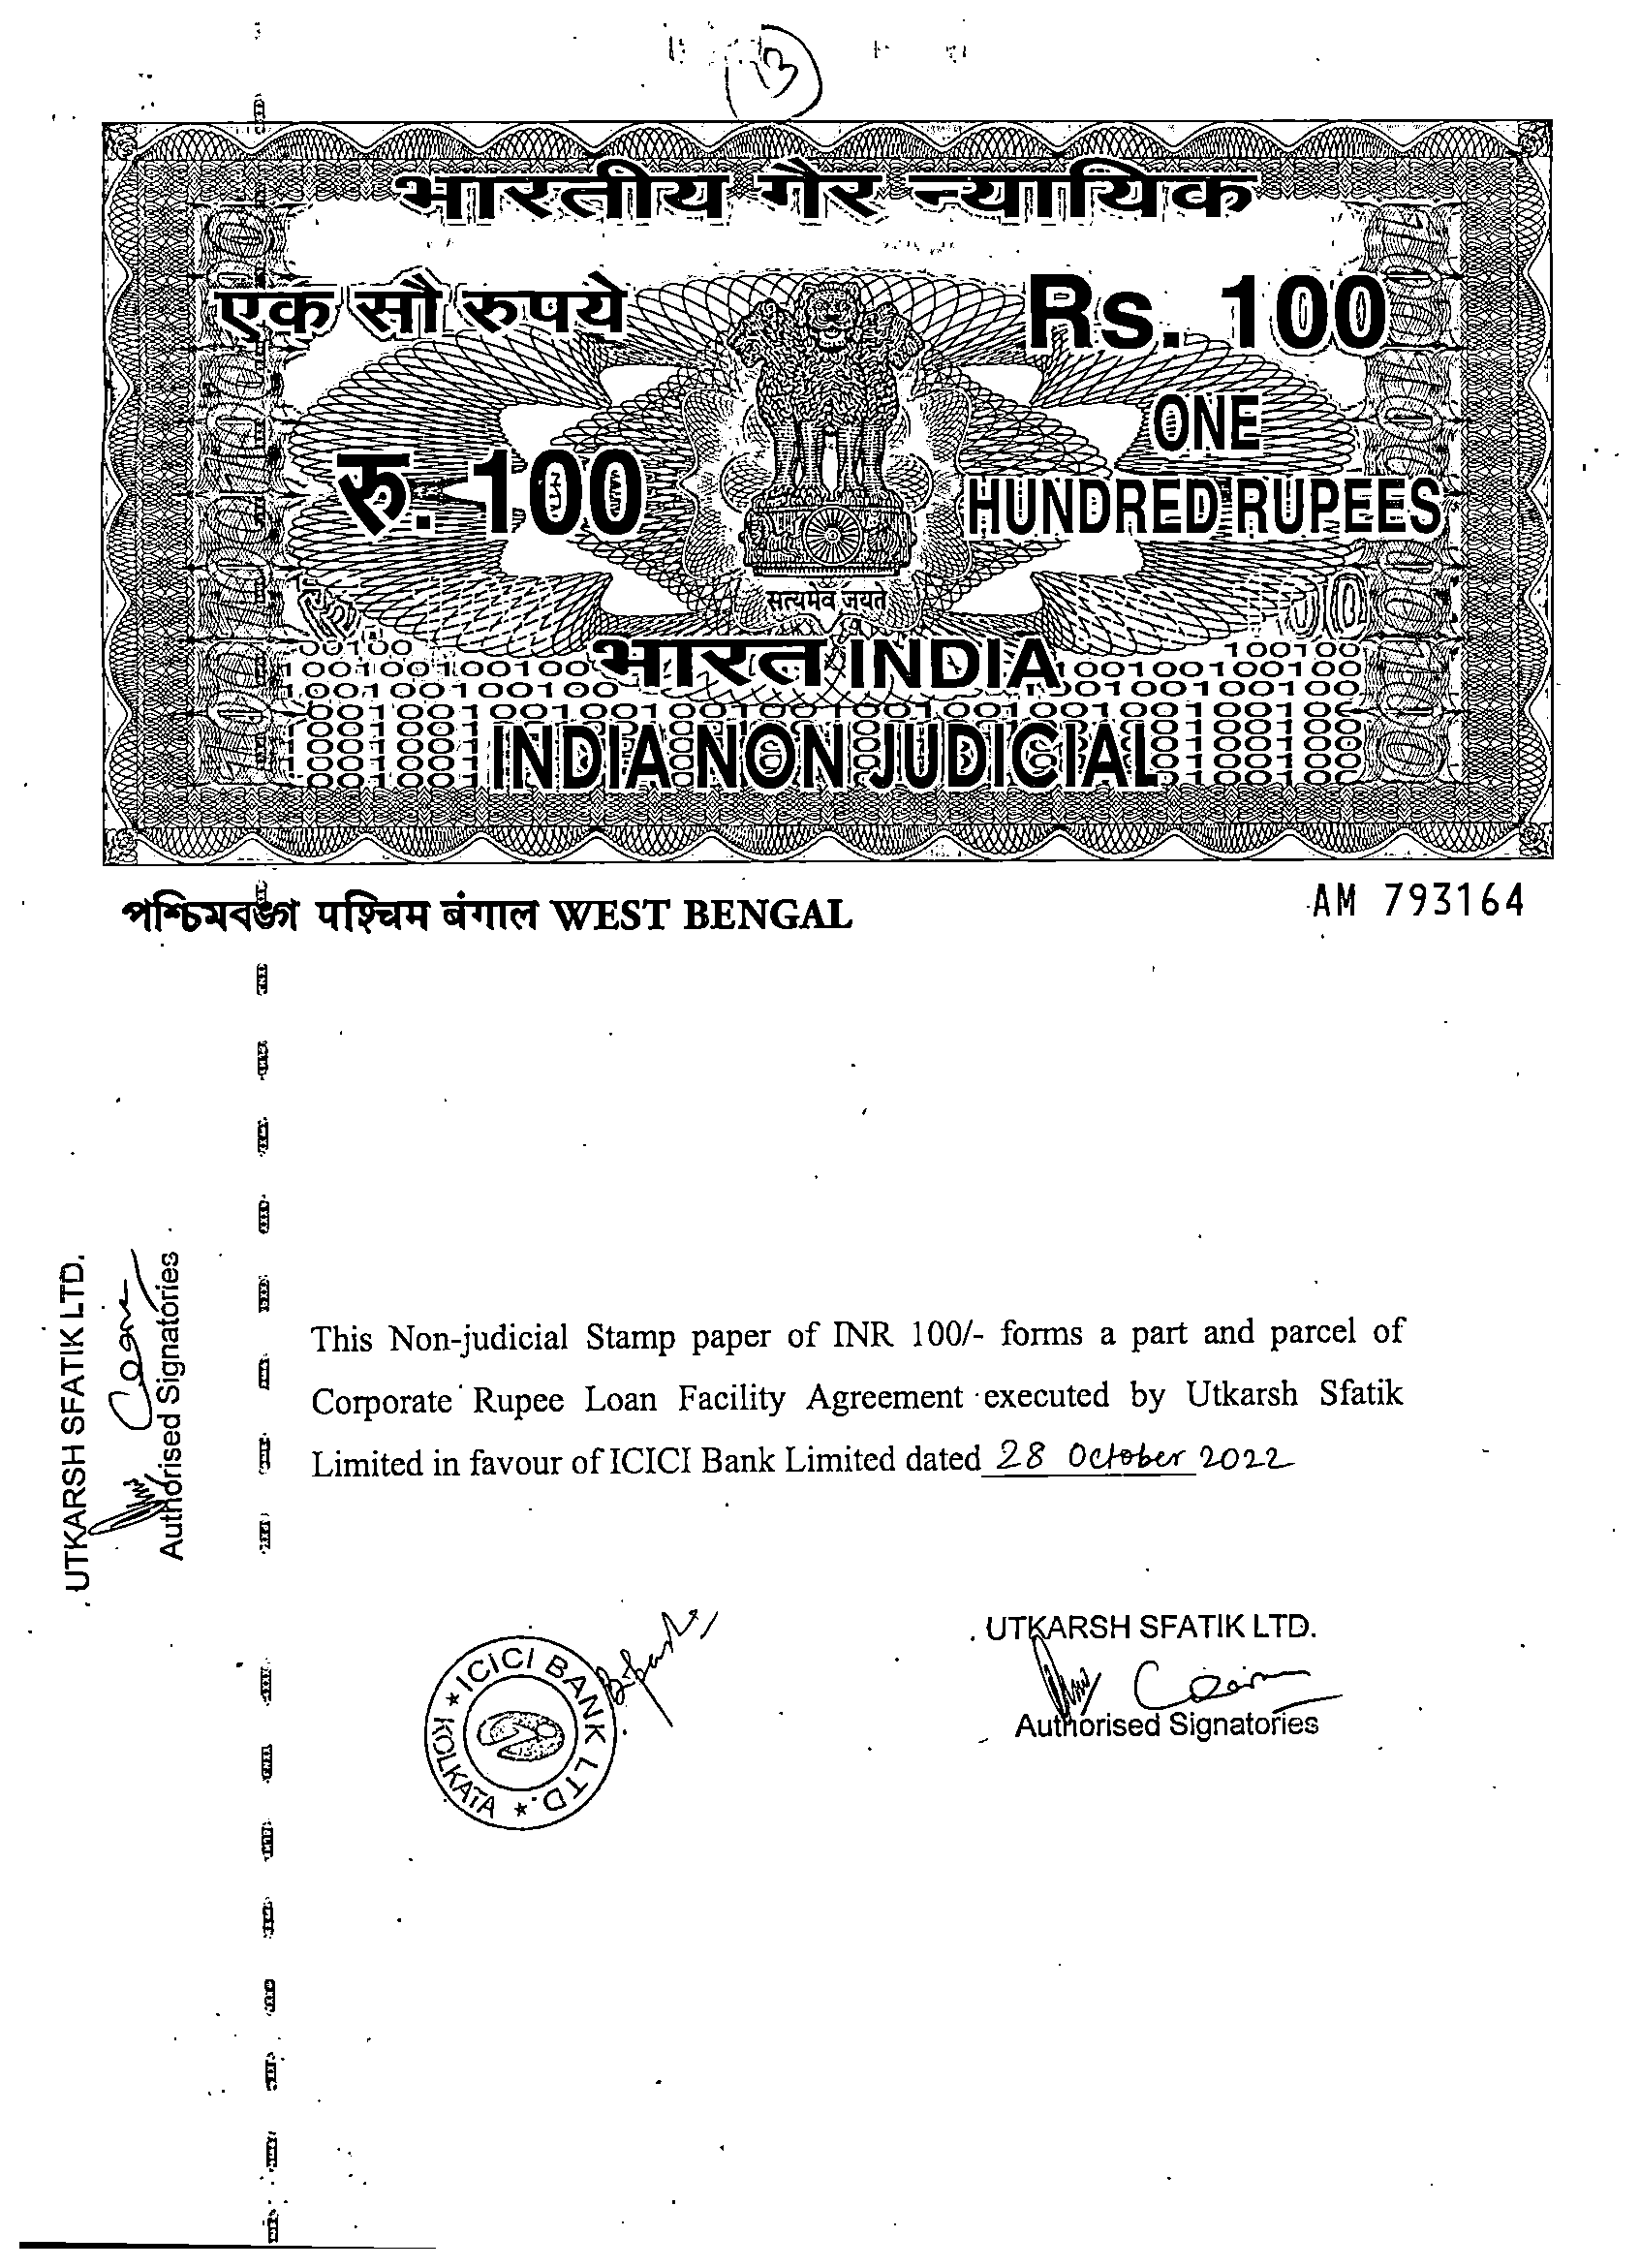 13
भारतीय गैर न्यायिक
एक सौ रुपये
Rs. 100
रु. 100
ONE
HUNDRED RUPEES
सत्यमेव जयते
भारत INDIA
INDIA NON JUDICIAL
পশ্চিমবঙ্গ पश्चिम बंगाल WEST BENGAL
AM 793164
UTKARSH SFATIK LTD.
Authorised Signatories
This Non-judicial Stamp paper of INR 100/- forms a part and parcel of
Corporate Rupee Loan Facility Agreement executed by Utkarsh Sfatik
Limited in favour of ICICI Bank Limited dated 28 October 2022
ICICI BANK LTD.
KOLKATA
UTKARSH SFATIK LTD.
Authorised Signatories